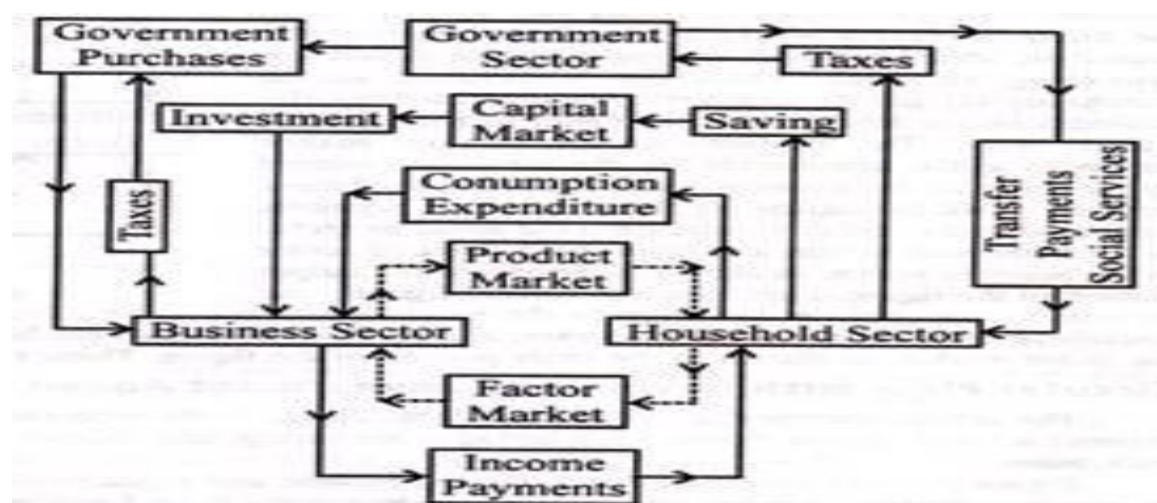 Government
Purchases
Government
Sector
Taxes
Investment
Capital
Market
Saving
Conumption
Expenditure
Taxes
Transfer
Payments
Social Services
Product
Market
Business Sector
Household Sector
Factor
Market
Income
Payments